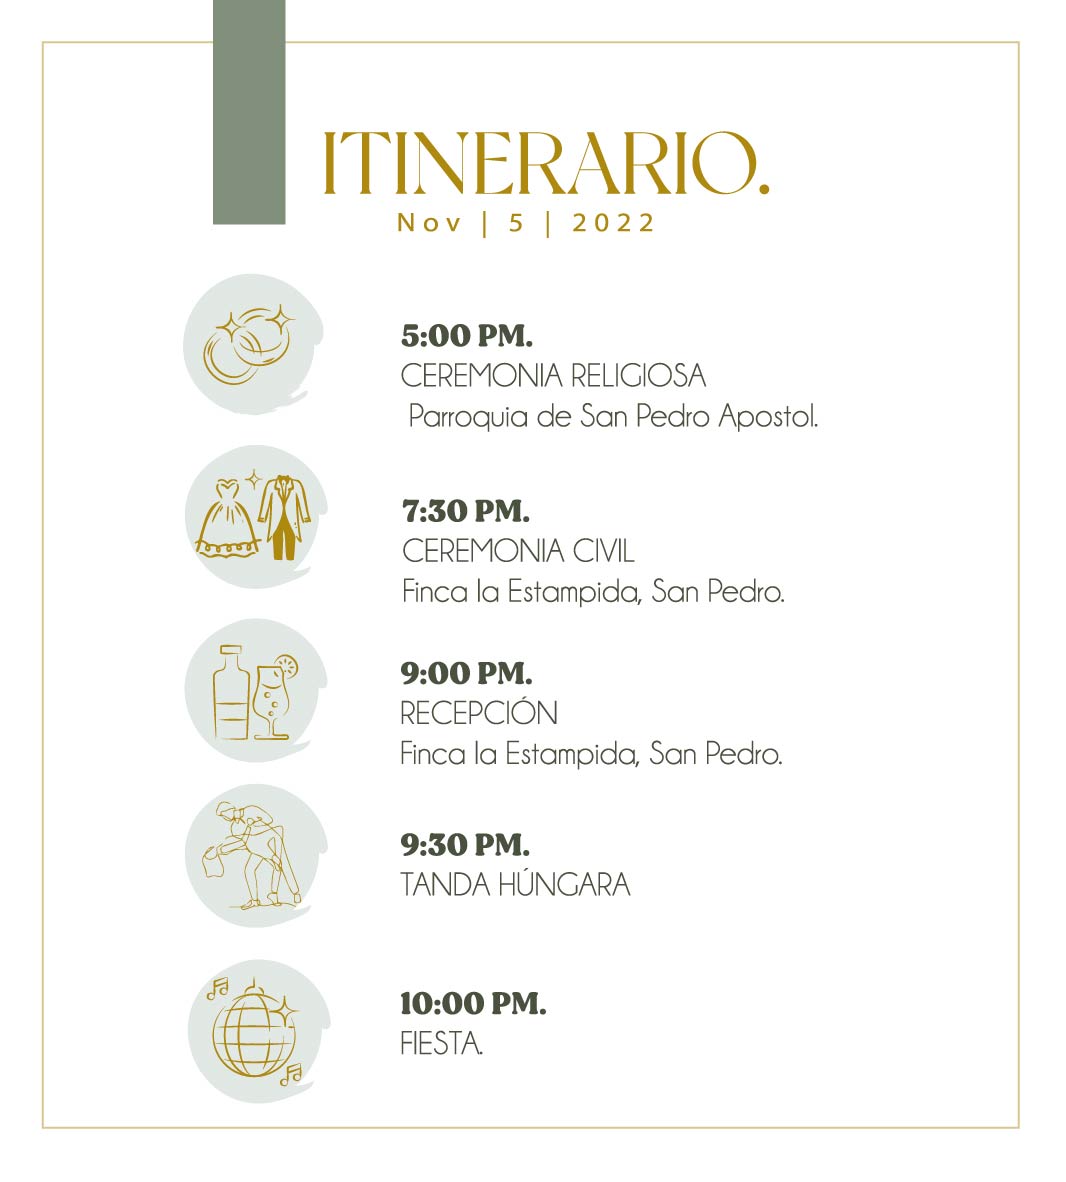 ITINERARIO.
Nov | 5 | 2022
5:00 PM.
CEREMONIA RELIGIOSA
Parroquia de San Pedro Apostol.
7:30 PM.
CEREMONIA CIVIL
Finca la Estampida, San Pedro.
9:00 PM.
RECEPCIÓN
Finca la Estampida, San Pedro.
9:30 PM.
TANDA HÚNGARA
10:00 PM.
FIESTA.